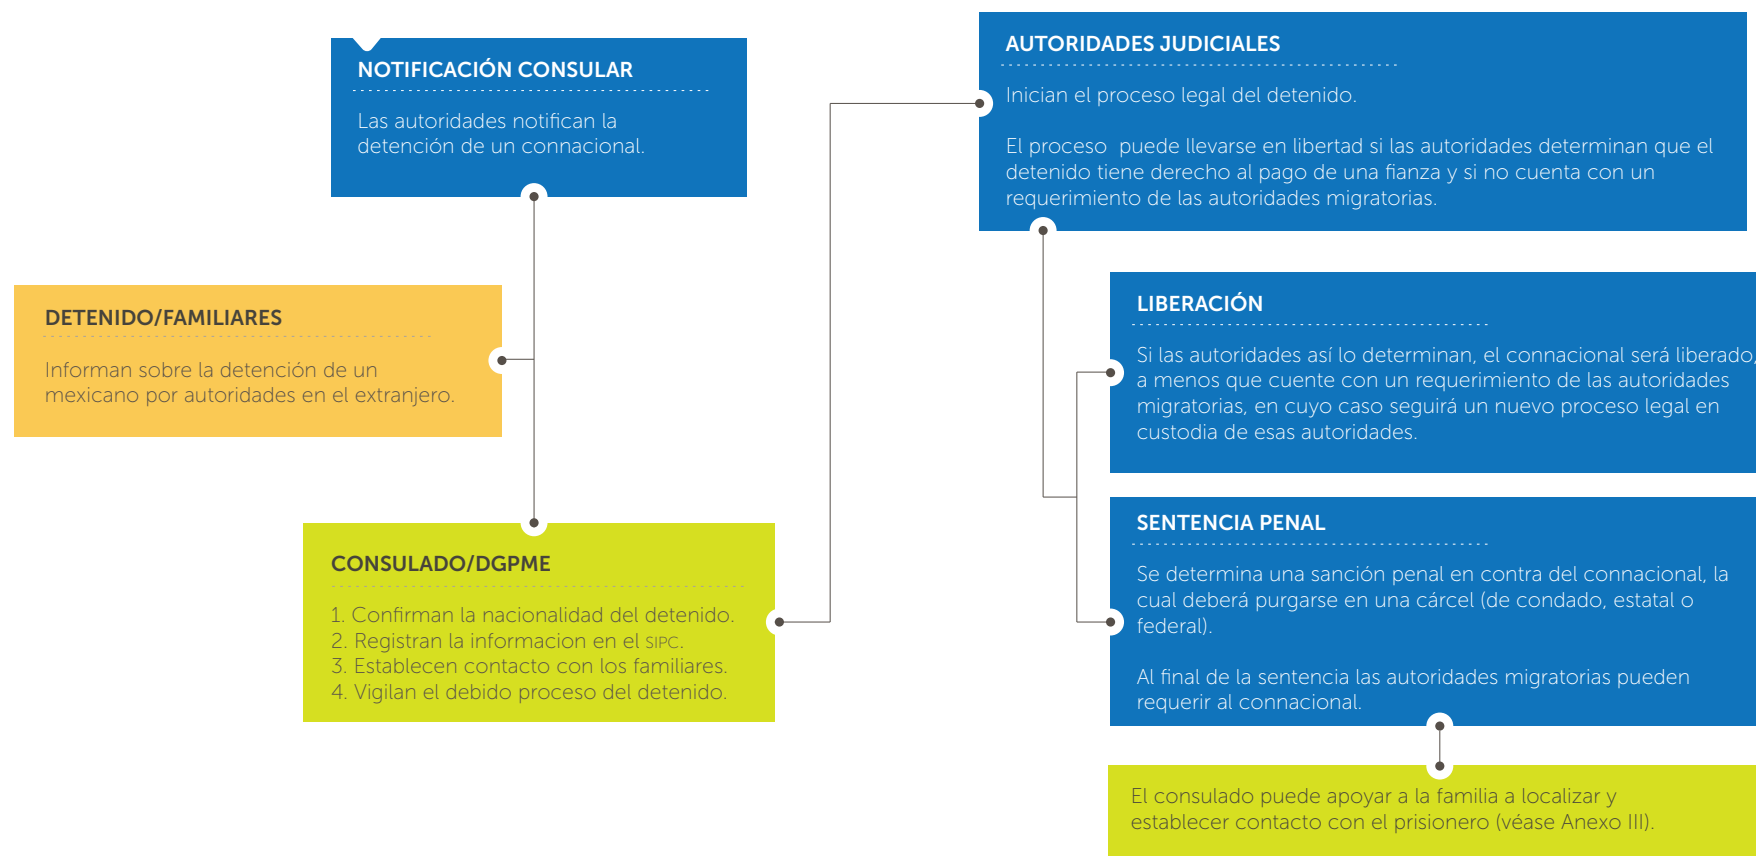 NOTIFICACIÓN CONSULAR
Las autoridades notifican la
detención de un connacional.
DETENIDO/FAMILIARES
Informan sobre la detención de un
mexicano por autoridades en el extranjero.
CONSULADO/DGPME
1. Confirman la nacionalidad del detenido.
2. Registran la informacion en el SIPC.
3. Establecen contacto con los familiares.
4. Vigilan el debido proceso del detenido.
AUTORIDADES JUDICIALES
Inician el proceso legal del detenido.
El proceso puede llevarse en libertad si las autoridades determinan que el
detenido tiene derecho al pago de una fianza y si no cuenta con un
requerimiento de las autoridades migratorias.
LIBERACIÓN
Si las autoridades así lo determinan, el connacional será liberado,
a menos que cuente con un requerimiento de las autoridades
migratorias, en cuyo caso seguirá un nuevo proceso legal en
custodia de esas autoridades.
SENTENCIA PENAL
Se determina una sanción penal en contra del connacional, la
cual deberá purgarse en una cárcel (de condado, estatal o
federal).
Al final de la sentencia las autoridades migratorias pueden
requerir al connacional.
El consulado puede apoyar a la familia a localizar y
establecer contacto con el prisionero (véase Anexo III).